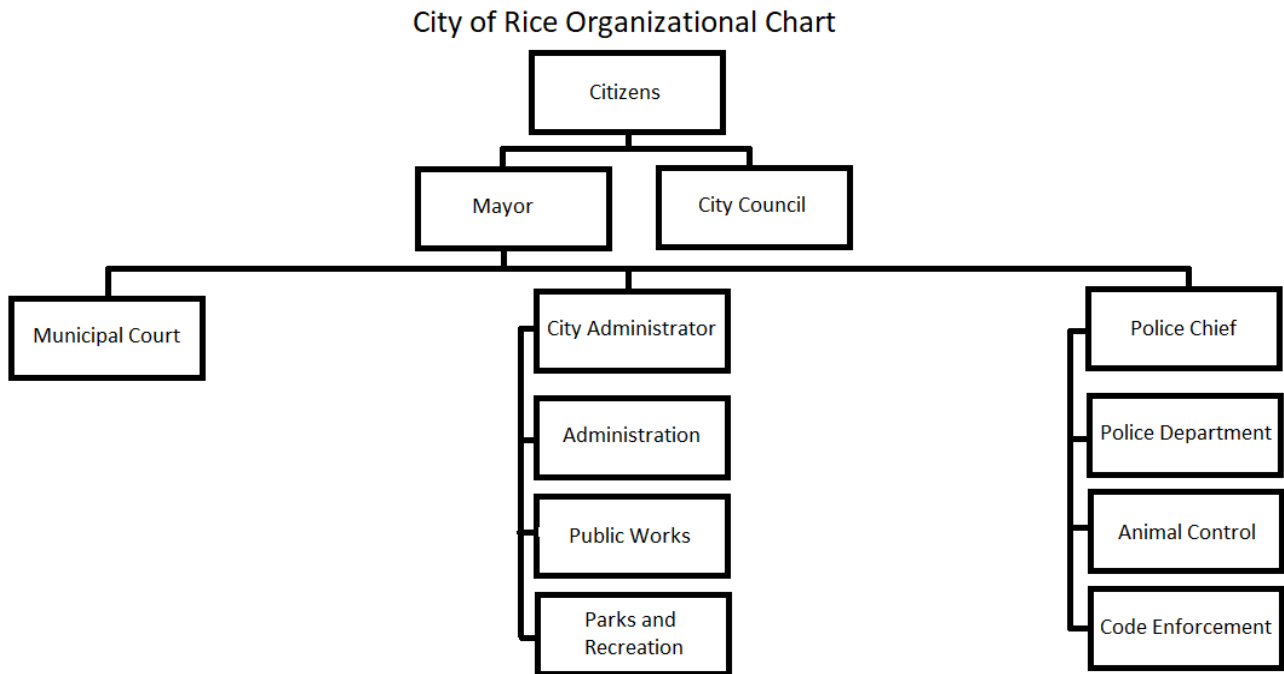 City of Rice Organizational Chart
Citizens
Mayor
City Council
Municipal Court
City Administrator
Police Chief
Administration
Police Department
Public Works
Animal Control
Parks and
Recreation
Code Enforcement